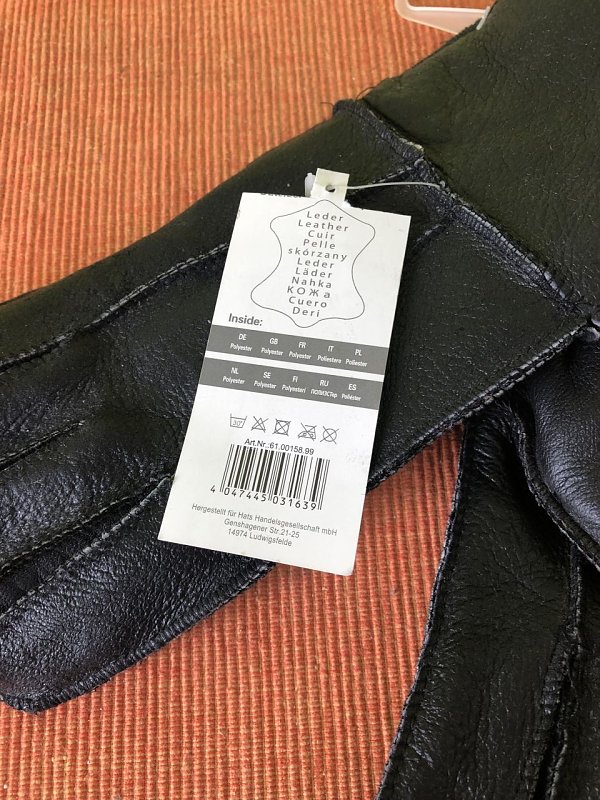 Leder
Leather
Cuir
Pelle
skórzany
Leder
Läder
Nahka
КОЖа
Cuero
Deri
Inside:
DE GB FR IT PL
Polyester Polyester Polyester Poliestere Poliester
NL SE FI RU ES
Polyester Polyester Polyesteri полиэстер Poliéster
30°
Art.Nr.:61.00158.99
4 047445 031639
Hergestellt für Hats Handelsgesellschaft mbH
Genshagener Str.21-25
14974 Ludwigsfelde